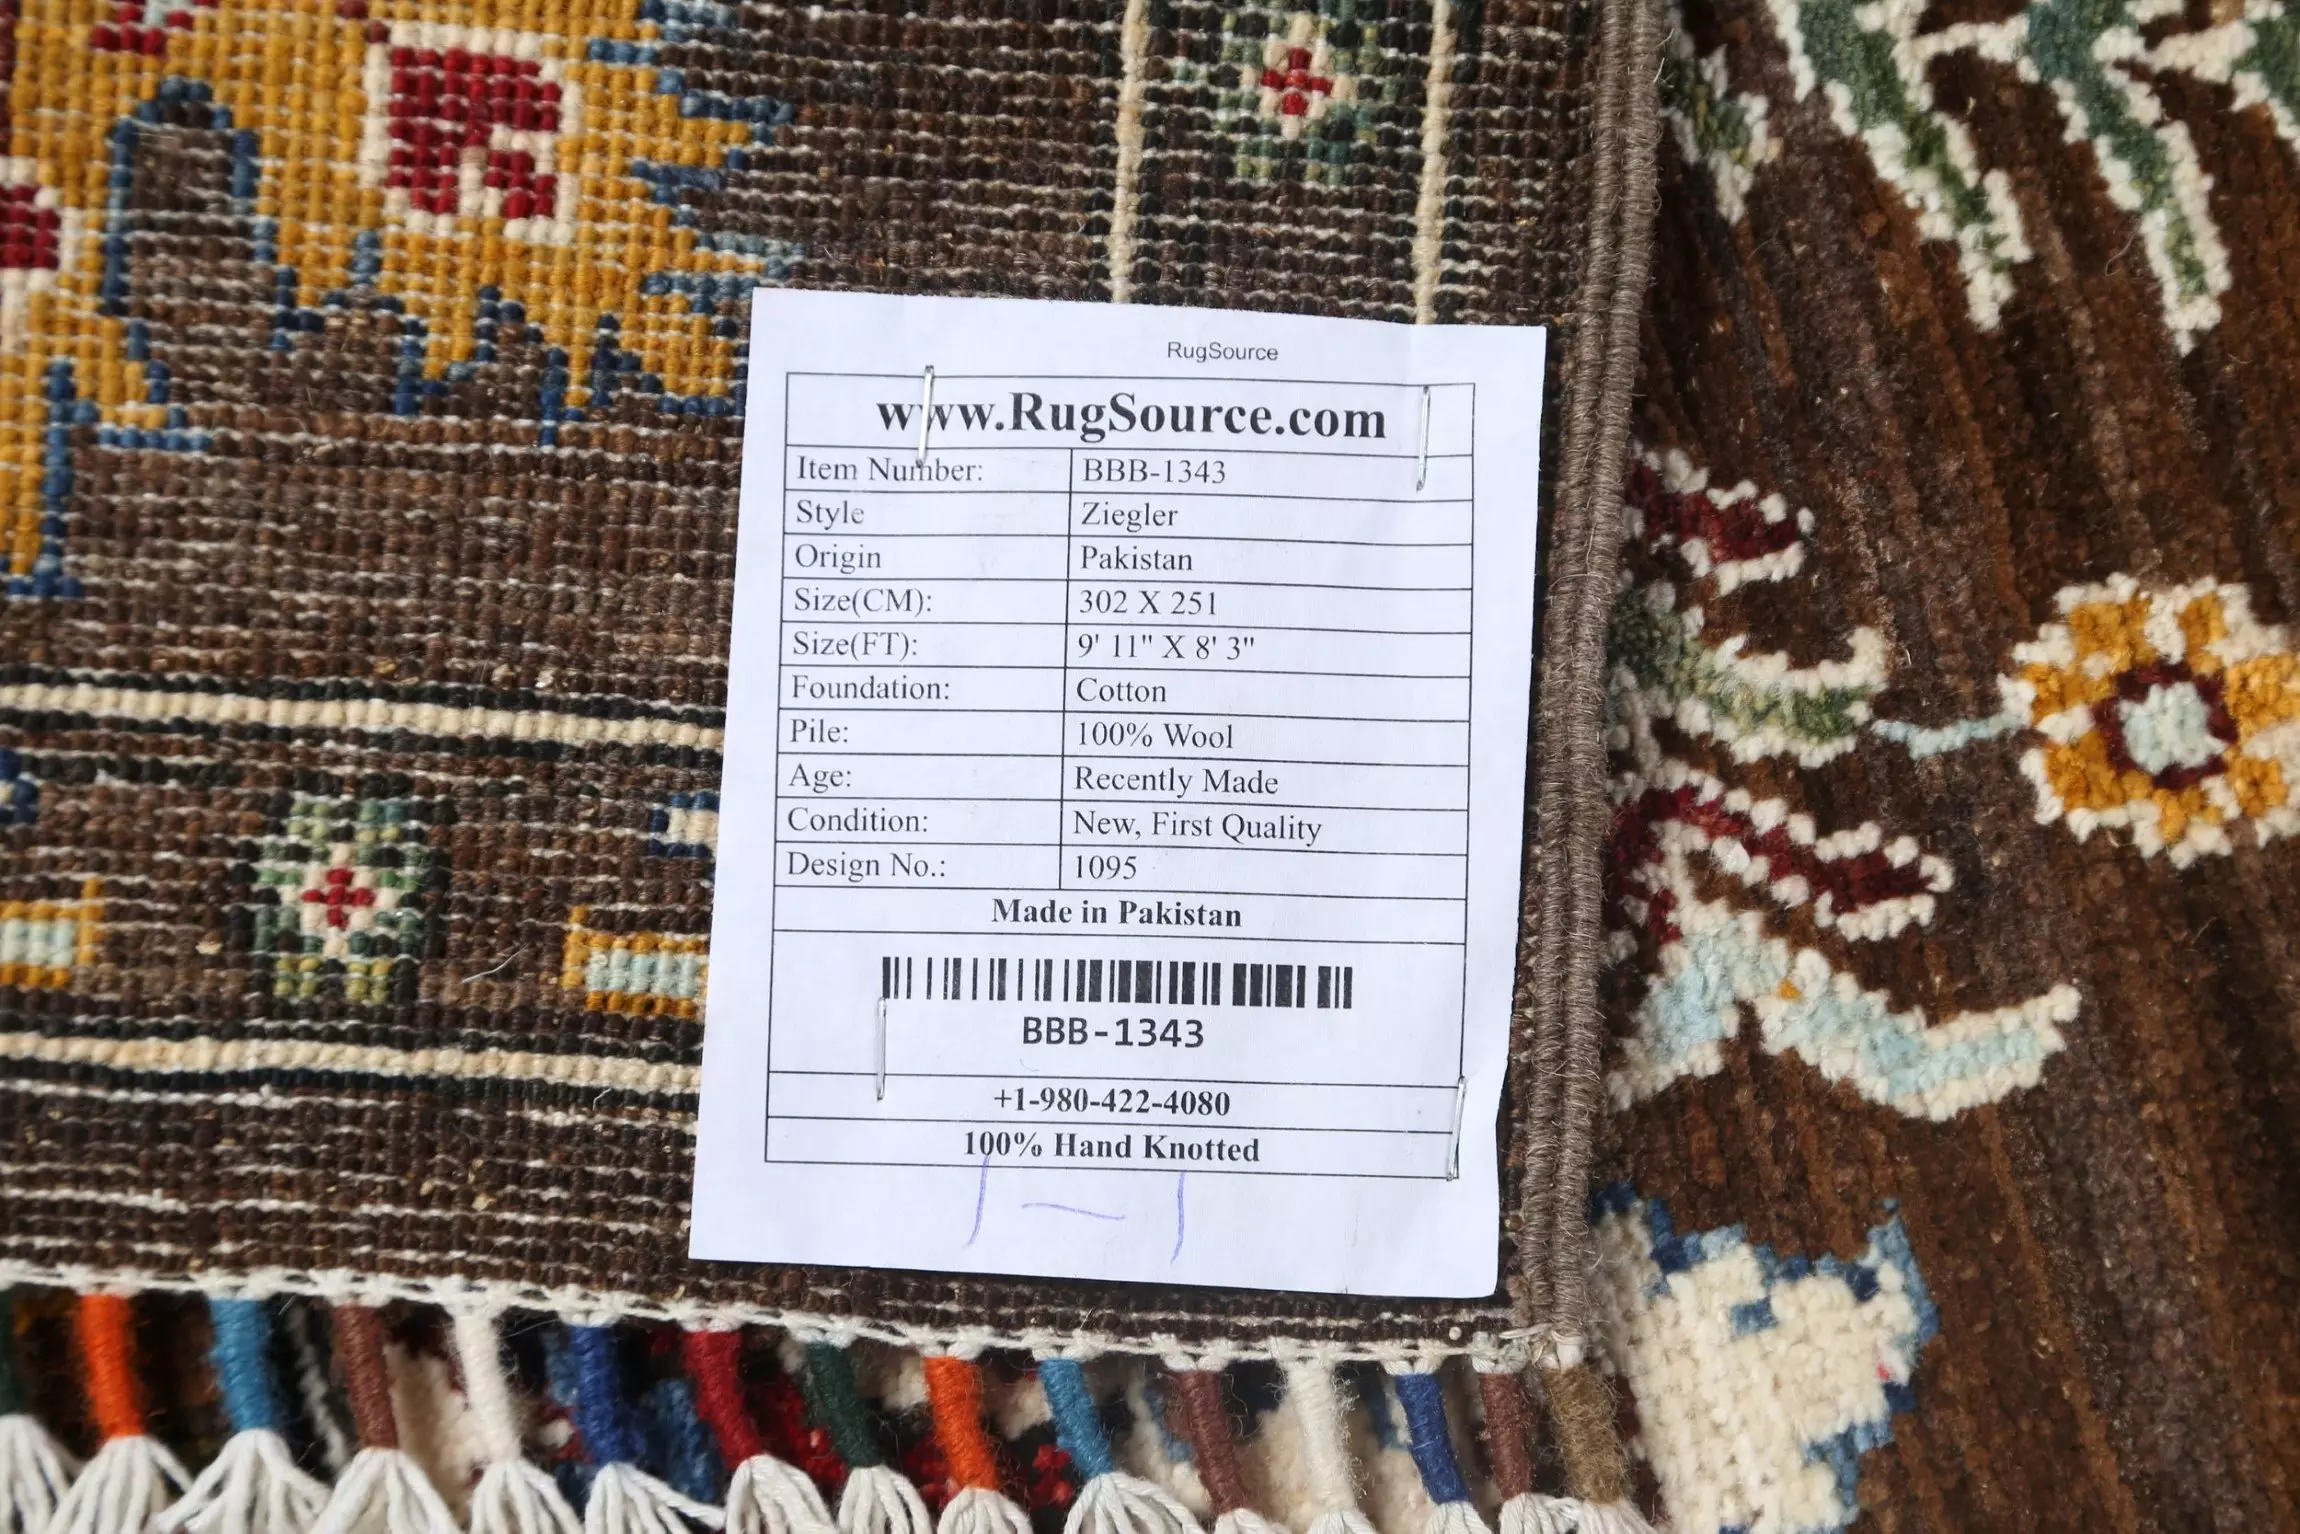 RugSource
www.RugSource.com
Item Number: BBB-1343
Style Ziegler
Origin Pakistan
Size(CM): 302 X 251
Size(FT): 9' 11" X 8' 3"
Foundation: Cotton
Pile: 100% Wool
Age: Recently Made
Condition: New, First Quality
Design No.: 1095
Made in Pakistan
BBB-1343
+1-980-422-4080
100% Hand Knotted
1-1